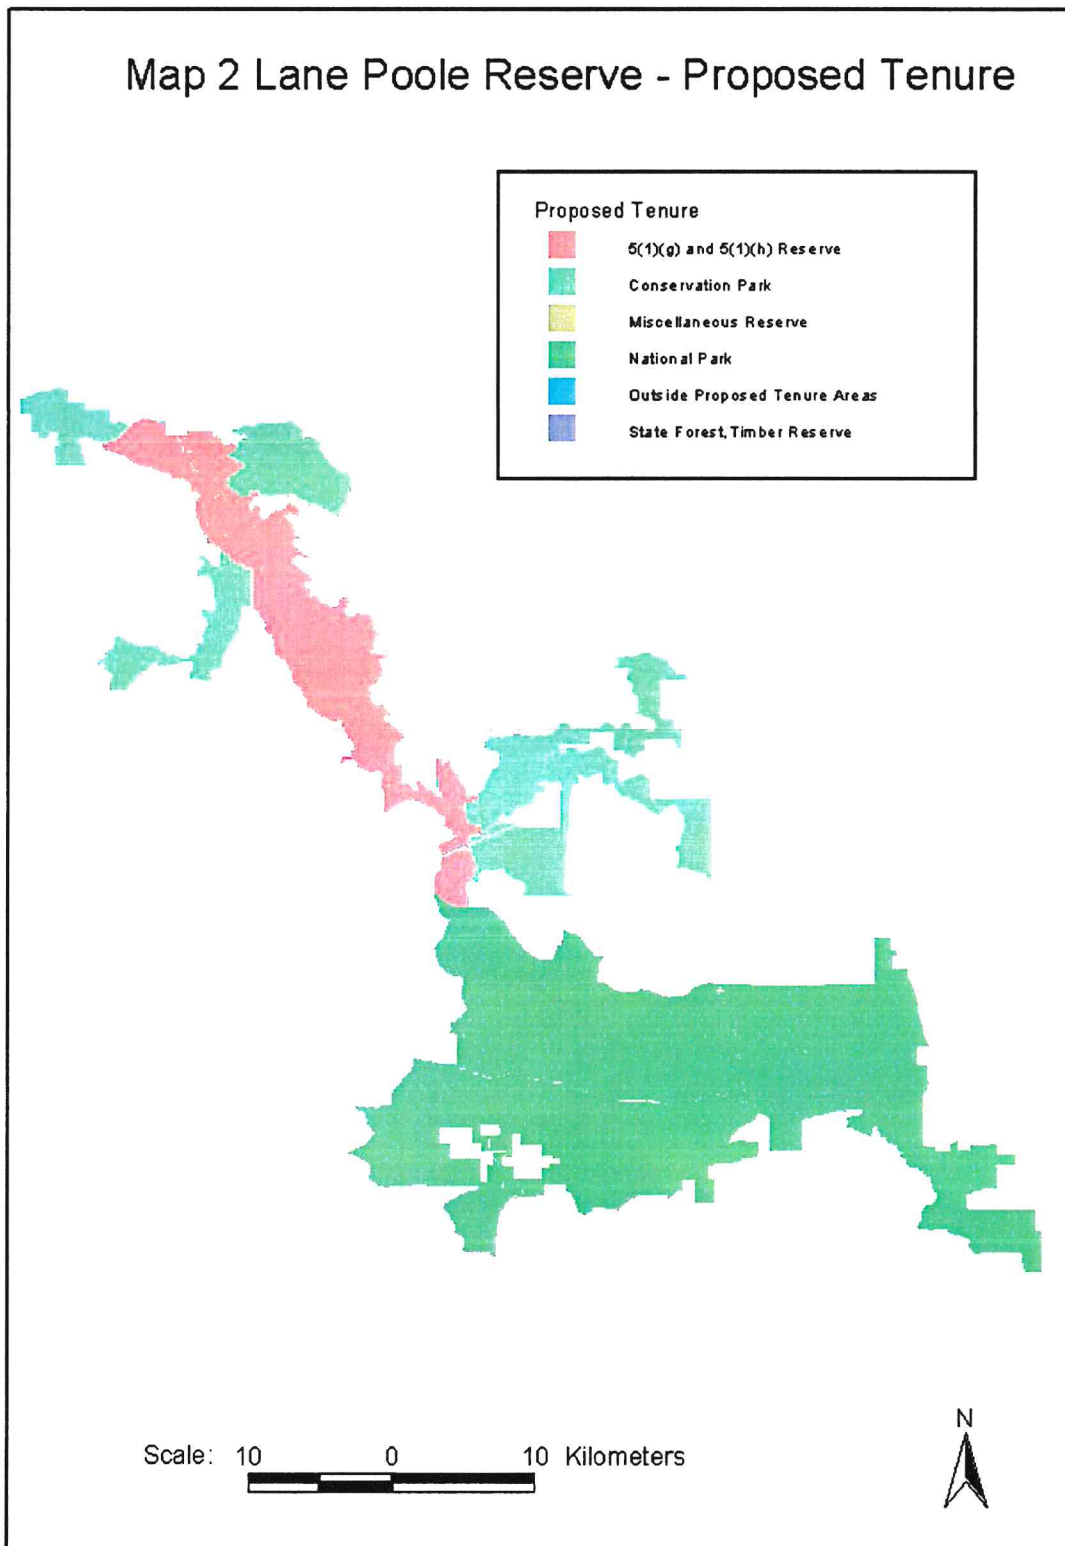 Map 2 Lane Poole Reserve - Proposed Tenure
Proposed Tenure
5(1)(g) and 5(1)(h) Reserve
Conservation Park
Miscellaneous Reserve
National Park
Outside Proposed Tenure Areas
State Forest, Timber Reserve
N
Scale: 10 0 10 Kilometers